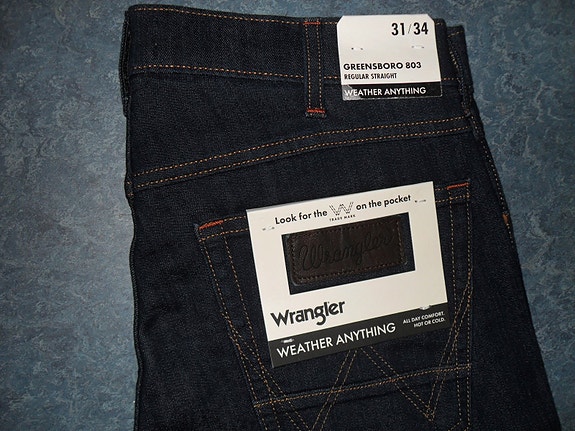 31/34
GREENSBORO 803
REGULAR STRAIGHT
WEATHER ANYTHING
Look for the W on the pocket
TRADE MARK
Wrangler
Wrangler
ALL DAY COMFORT.
HOT OR COLD.
WEATHER ANYTHING